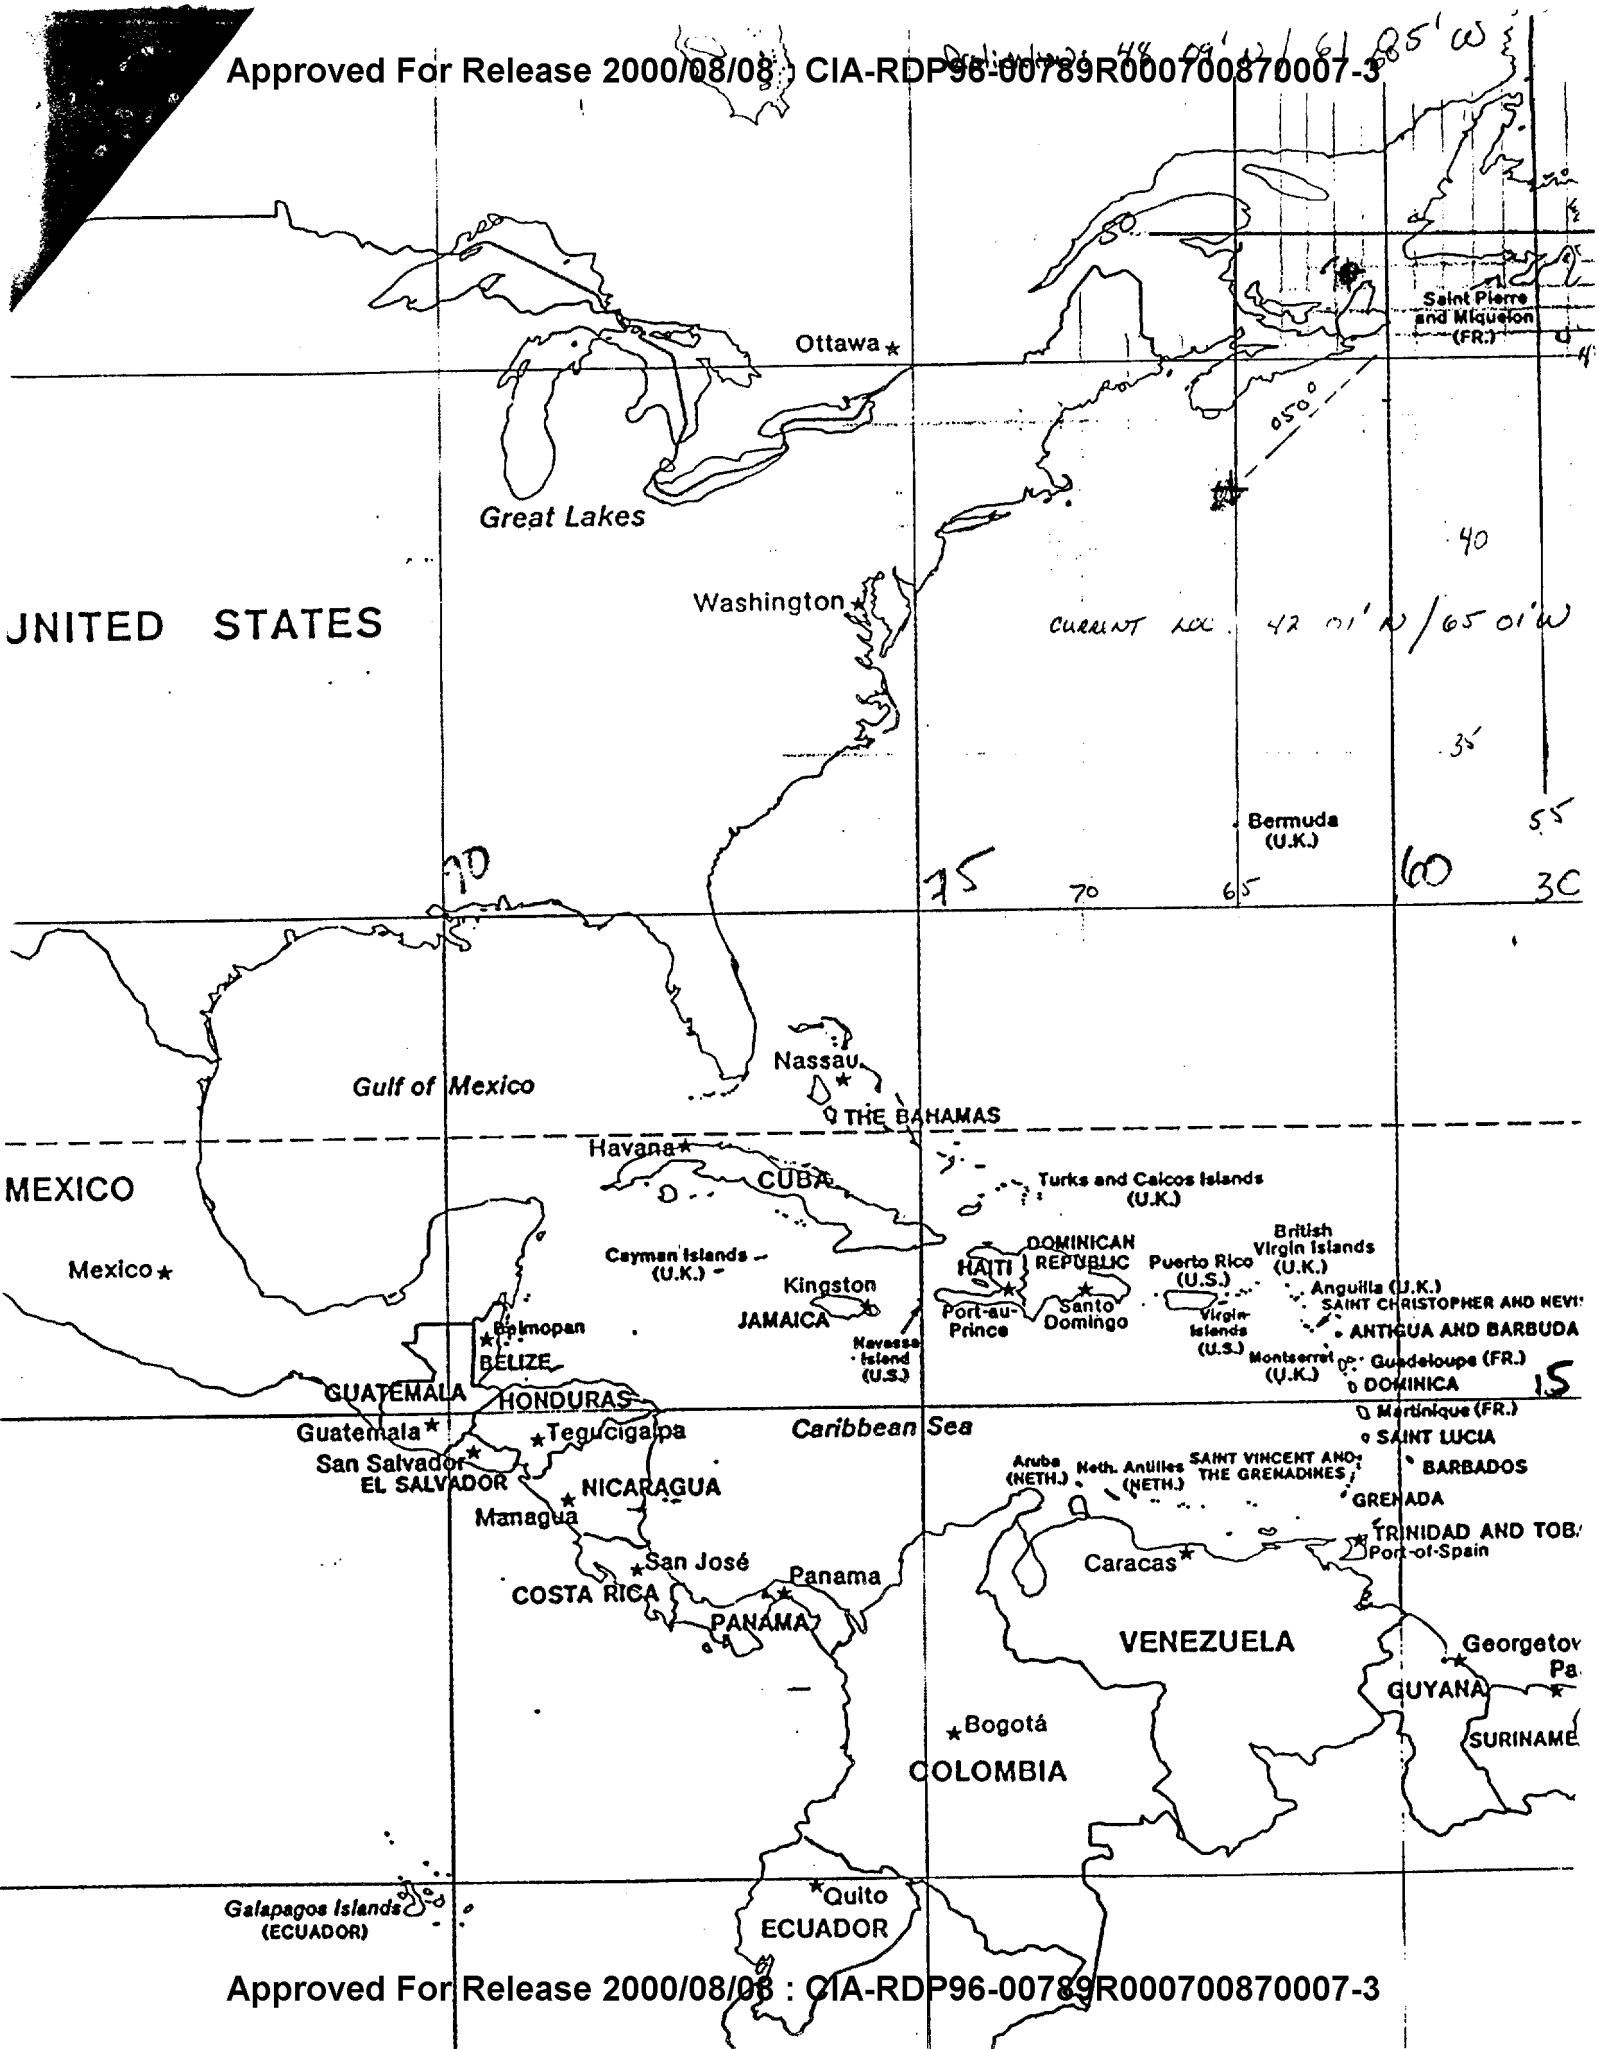 48 09' N / 61 05' W
Approved For Release 2000/08/08 : CIA-RDP96-00789R000700870007-3
50
Saint Pierre
and Miquelon
(FR.)
Ottawa
050°
Great Lakes
40
Washington
UNITED STATES
CURRENT LOC. 42 01' N / 65 01' W
35
Bermuda
(U.K.)
55
90
75
70
65
60
30
Nassau
Gulf of Mexico
THE BAHAMAS
Havana
CUBA
MEXICO
Turks and Caicos Islands
(U.K.)
British
Virgin Islands
(U.K.)
DOMINICAN
REPUBLIC
Cayman Islands
(U.K.)
HAITI
Puerto Rico
(U.S.)
Mexico
Kingston
JAMAICA
Anguilla (U.K.)
SAINT CHRISTOPHER AND NEVI
Port-au-
Prince
Santo
Domingo
Virgin
Islands
(U.S.)
ANTIGUA AND BARBUDA
Belmopan
BELIZE
Navassa
Island
(U.S.)
Montserrat
(U.K.)
Guadeloupe (FR.)
DOMINICA
15
GUATEMALA
HONDURAS
Martinique (FR.)
Guatemala
Tegucigalpa
Caribbean Sea
SAINT LUCIA
San Salvador
EL SALVADOR
Aruba
(NETH.)
Neth. Antilles
(NETH.)
SAINT VINCENT AND
THE GRENADINES
BARBADOS
NICARAGUA
GRENADA
Managua
TRINIDAD AND TOB
Port-of-Spain
San José
Caracas
COSTA RICA
Panama
PANAMA
VENEZUELA
Georgetow
Pa
GUYANA
Bogotá
COLOMBIA
SURINAME
Quito
ECUADOR
Galapagos Islands
(ECUADOR)
Approved For Release 2000/08/08 : CIA-RDP96-00789R000700870007-3